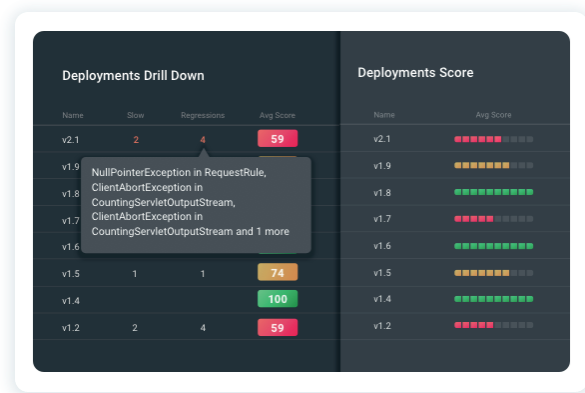 Deployments Drill Down
Name Slow Regressions Avg Score
v2.1 2 4 59
v1.9
v1.8
v1.7
v1.6
NullPointerException in RequestRule,
ClientAbortException in
CountingServletOutputStream,
ClientAbortException in
CountingServletOutputStream and 1 more
v1.5 1 1 74
v1.4 100
v1.2 2 4 59
Deployments Score
Name Avg Score
v2.1
v1.9
v1.8
v1.7
v1.6
v1.5
v1.4
v1.2